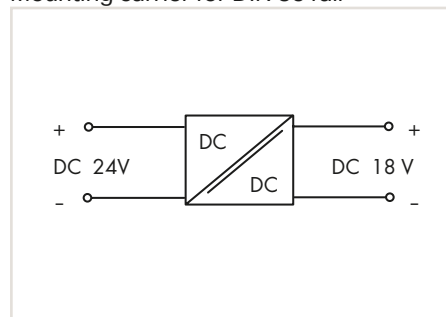 mounting carrier for DIN 35 rail
+ DC +
DC 24V DC 18 V
– DC –